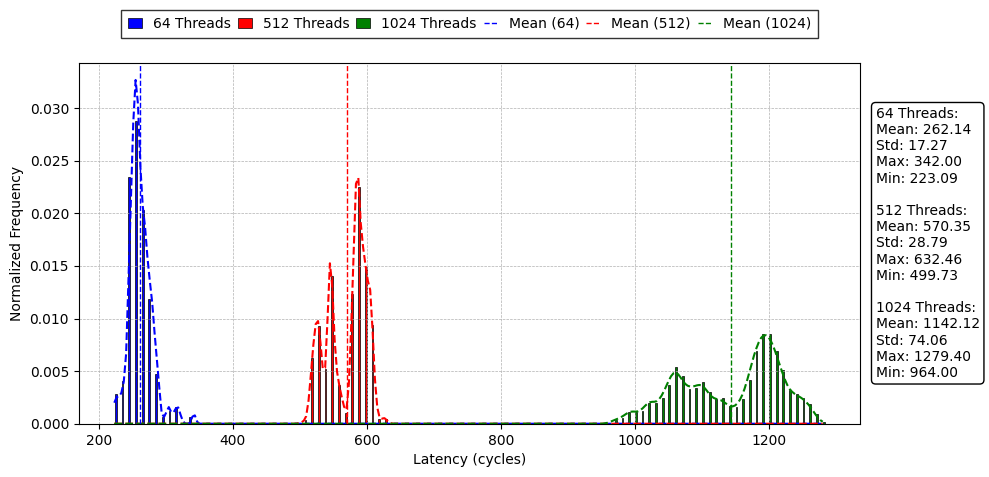 64 Threads 512 Threads 1024 Threads Mean (64) Mean (512) Mean (1024)
0.030
0.025
0.020
0.015
0.010
0.005
0.000
Normalized Frequency
200 400 600 800 1000 1200
Latency (cycles)
64 Threads:
Mean: 262.14
Std: 17.27
Max: 342.00
Min: 223.09
512 Threads:
Mean: 570.35
Std: 28.79
Max: 632.46
Min: 499.73
1024 Threads:
Mean: 1142.12
Std: 74.06
Max: 1279.40
Min: 964.00